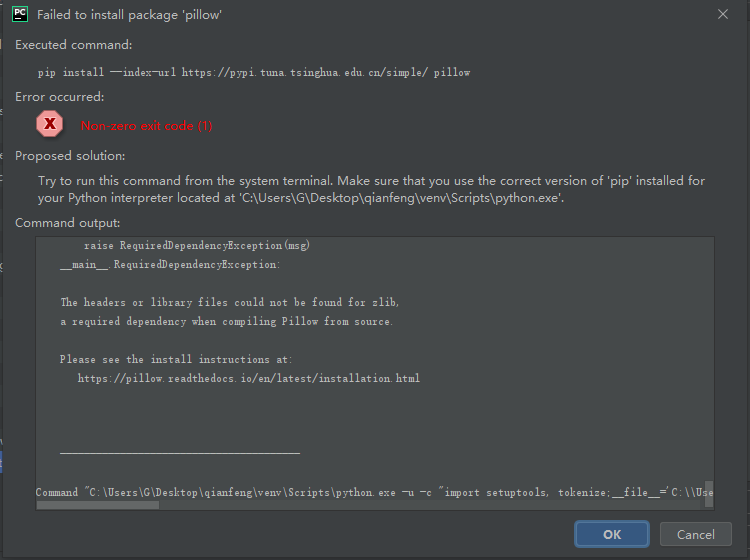 PC Failed to install package 'pillow'
Executed command:
pip install --index-url https://pypi.tuna.tsinghua.edu.cn/simple/ pillow
Error occurred:
Non-zero exit code (1)
Proposed solution:
Try to run this command from the system terminal. Make sure that you use the correct version of 'pip' installed for
your Python interpreter located at 'C:\Users\G\Desktop\qianfeng\venv\Scripts\python.exe'.
Command output:
raise RequiredDependencyException(msg)
__main__.RequiredDependencyException:
The headers or library files could not be found for zlib,
a required dependency when compiling Pillow from source.
Please see the install instructions at:
https://pillow.readthedocs.io/en/latest/installation.html
Command "C:\Users\G\Desktop\qianfeng\venv\Scripts\python.exe -u -c "import setuptools, tokenize;__file__='C:\\Use
OK Cancel